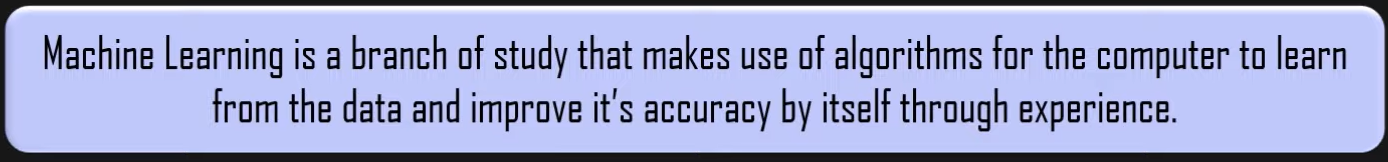 Machine Learning is a branch of study that makes use of algorithms for the computer to learn
from the data and improve it's accuracy by itself through experience.